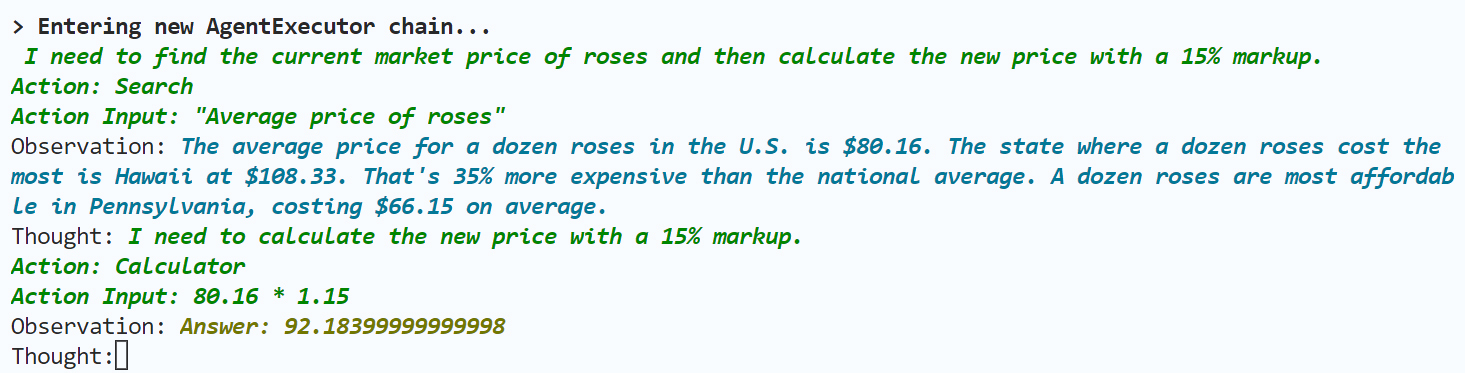 > Entering new AgentExecutor chain...
I need to find the current market price of roses and then calculate the new price with a 15% markup.
Action: Search
Action Input: "Average price of roses"
Observation: The average price for a dozen roses in the U.S. is $80.16. The state where a dozen roses cost the
most is Hawaii at $108.33. That's 35% more expensive than the national average. A dozen roses are most affordab
le in Pennsylvania, costing $66.15 on average.
Thought: I need to calculate the new price with a 15% markup.
Action: Calculator
Action Input: 80.16 * 1.15
Observation: Answer: 92.18399999999998
Thought: